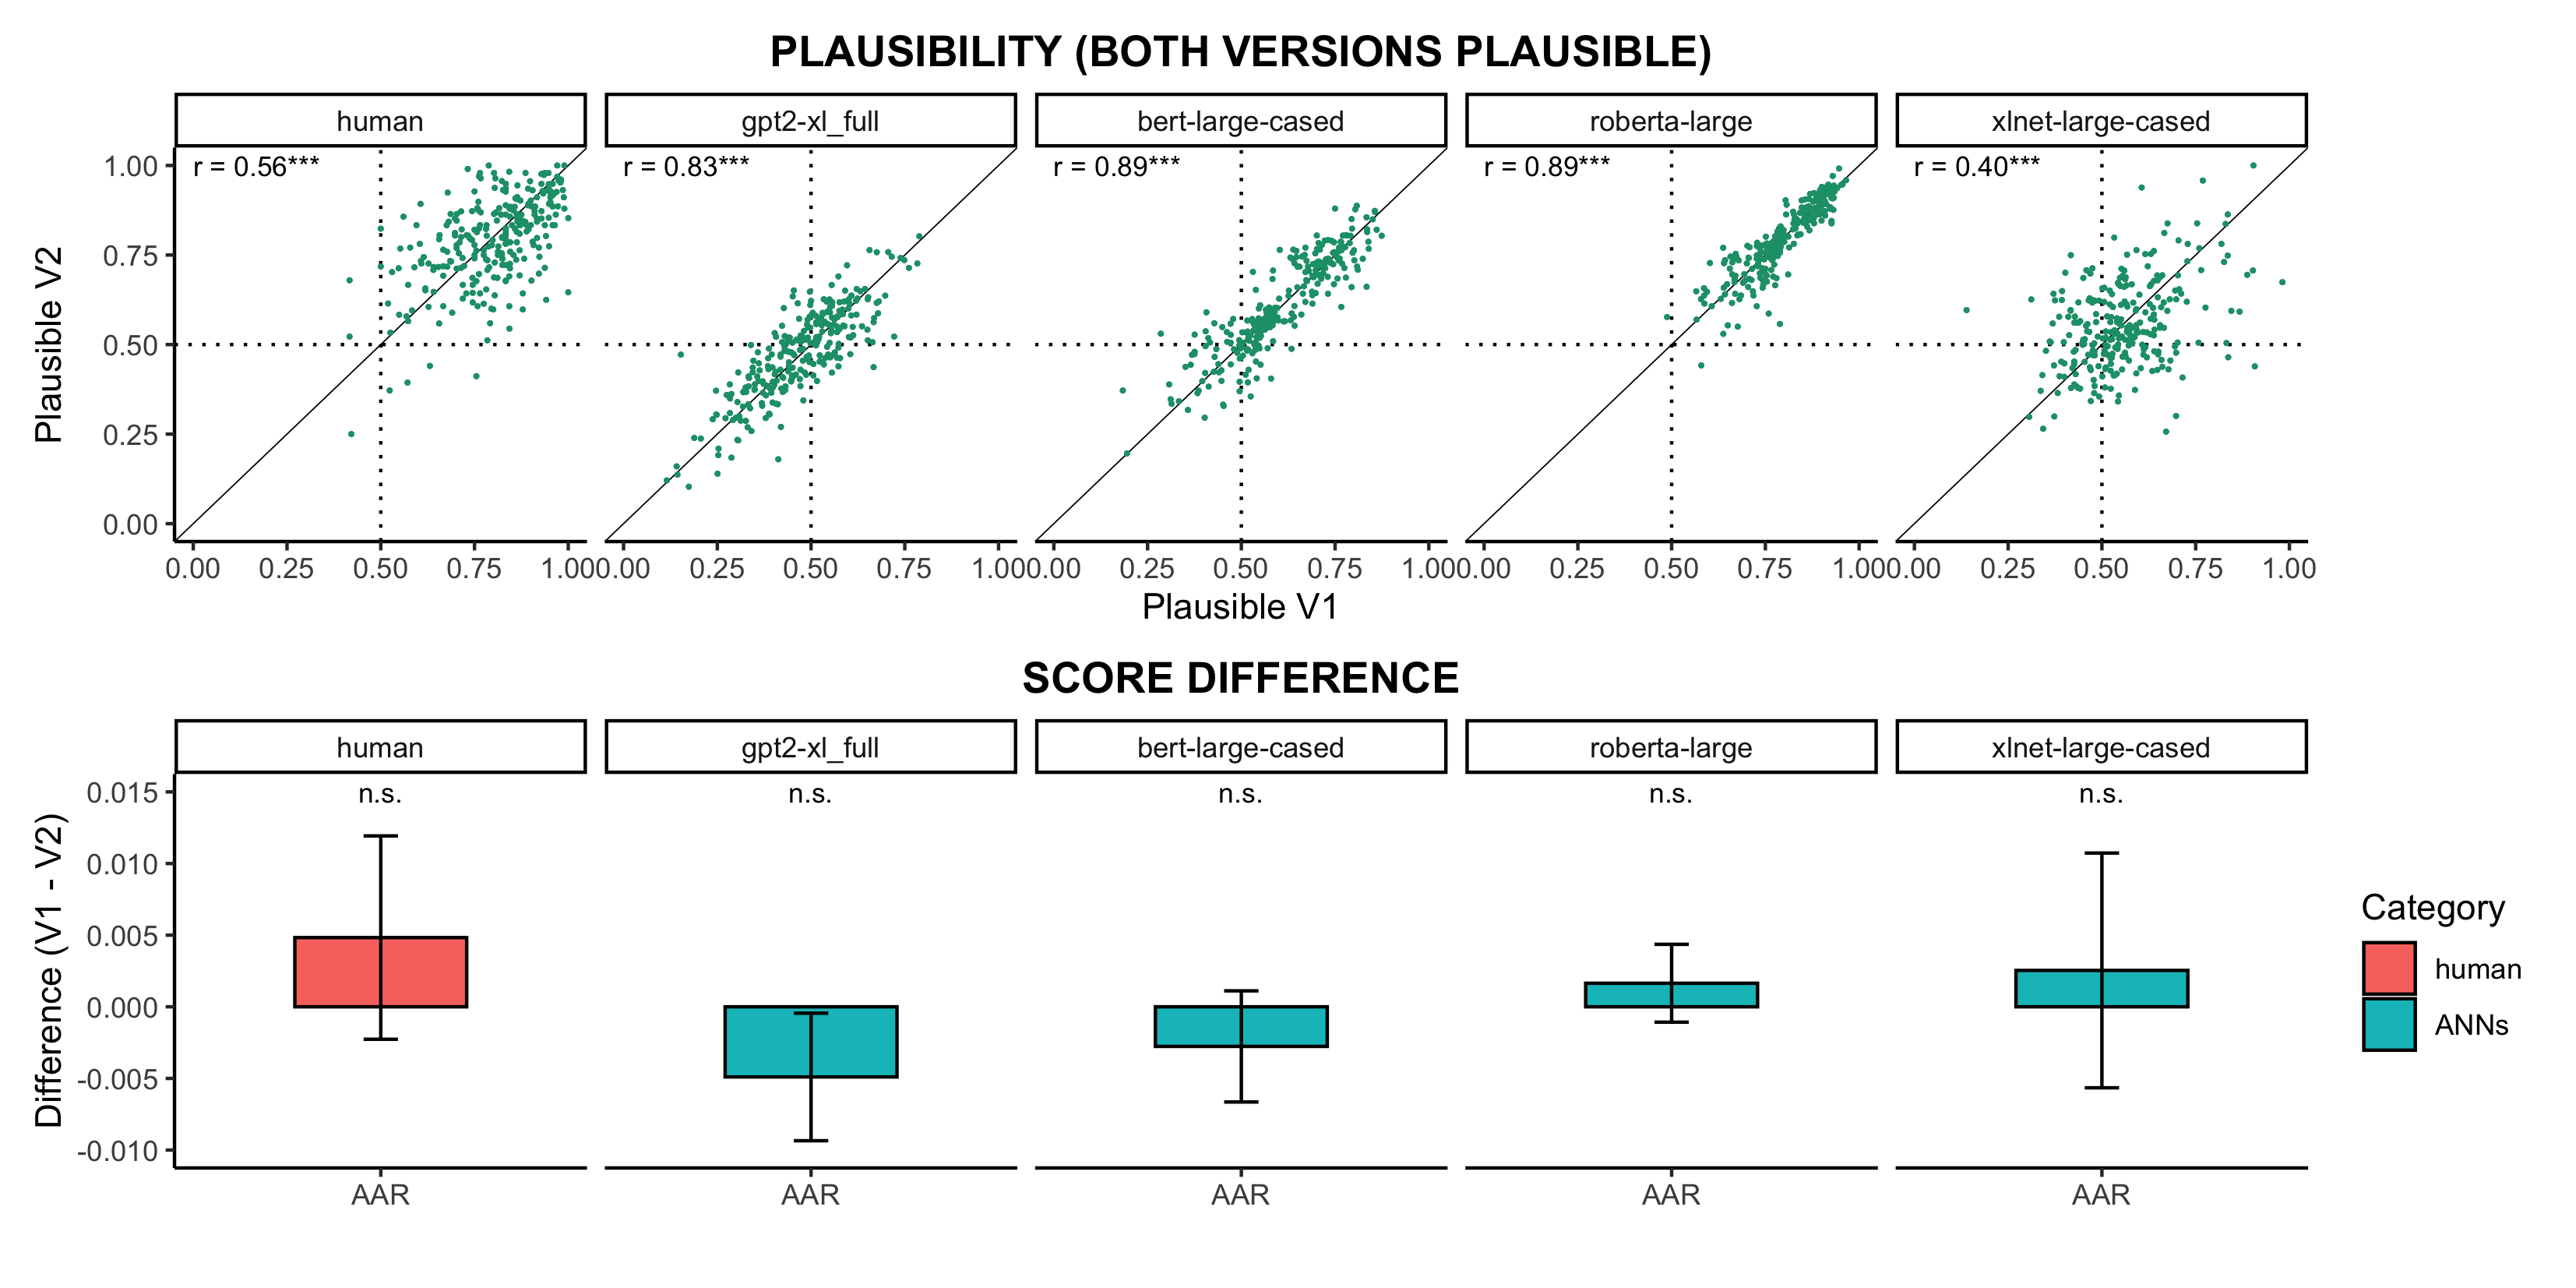 PLAUSIBILITY (BOTH VERSIONS PLAUSIBLE)
human gpt2-xl_full bert-large-cased roberta-large xlnet-large-cased
r = 0.56*** r = 0.83*** r = 0.89*** r = 0.89*** r = 0.40***
1.00
0.75
0.50
0.25
0.00
Plausible V2
0.00 0.25 0.50 0.75 1.00 0.00 0.25 0.50 0.75 1.00 0.00 0.25 0.50 0.75 1.00 0.00 0.25 0.50 0.75 1.00 0.00 0.25 0.50 0.75 1.00
Plausible V1
SCORE DIFFERENCE
human gpt2-xl_full bert-large-cased roberta-large xlnet-large-cased
n.s. n.s. n.s. n.s. n.s.
0.015
0.010
0.005
0.000
-0.005
-0.010
Difference (V1 - V2)
AAR AAR AAR AAR AAR
Category
human
ANNs